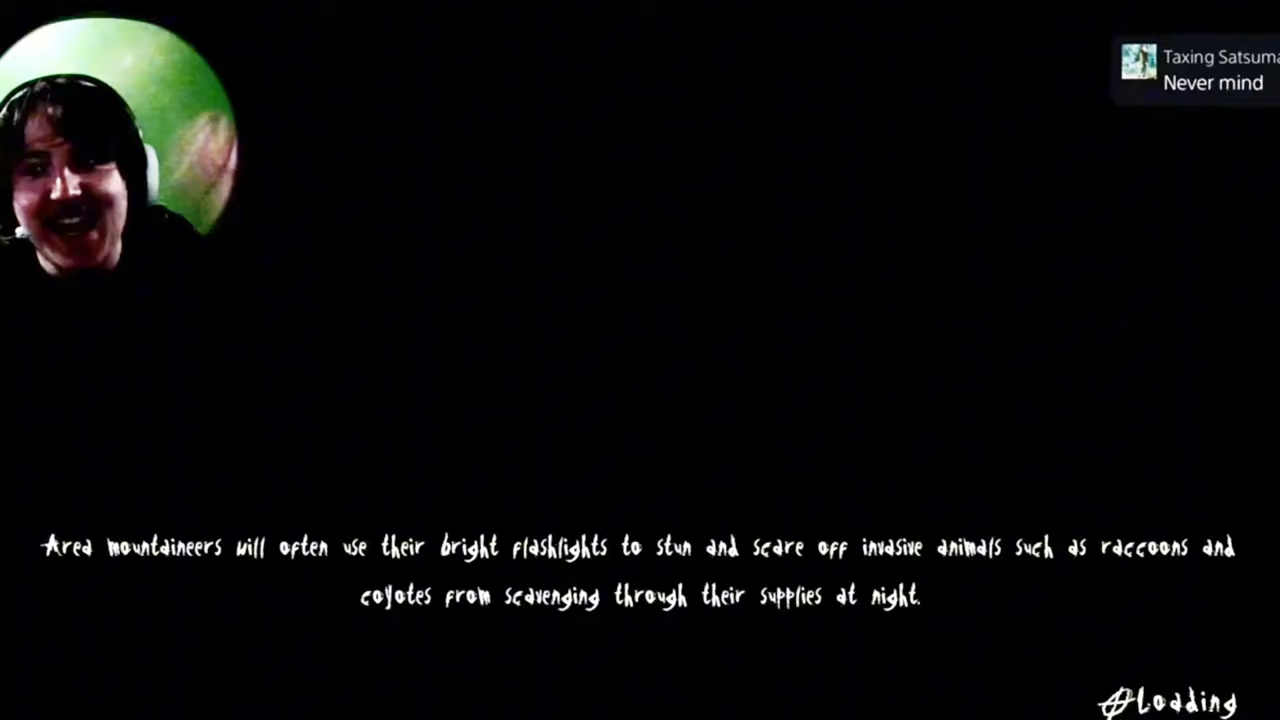 Taxing Satsuma
Never mind
Area mountaineers will often use their bright flashlights to stun and scare off invasive animals such as raccoons and
coyotes from scavenging through their supplies at night.
Loading